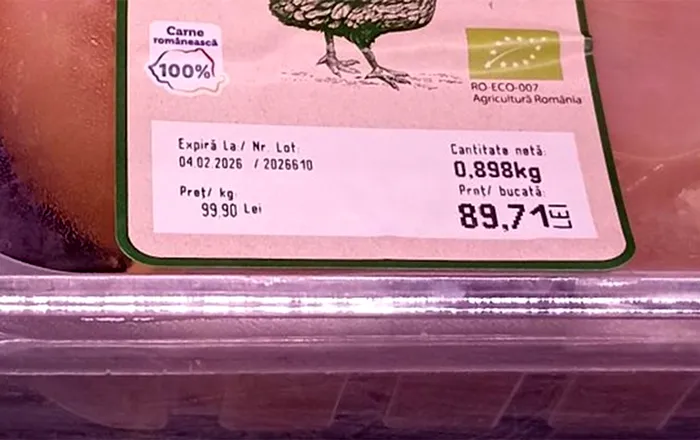 Carne
românească
100%
RO-ECO-007
Agricultură România
Expiră la / Nr. Lot:
04.02.2026 / 2026610
Cantitate netă:
0,898kg
Preț/ kg:
99,90 Lei
Preț/ bucată:
89,71 LEI